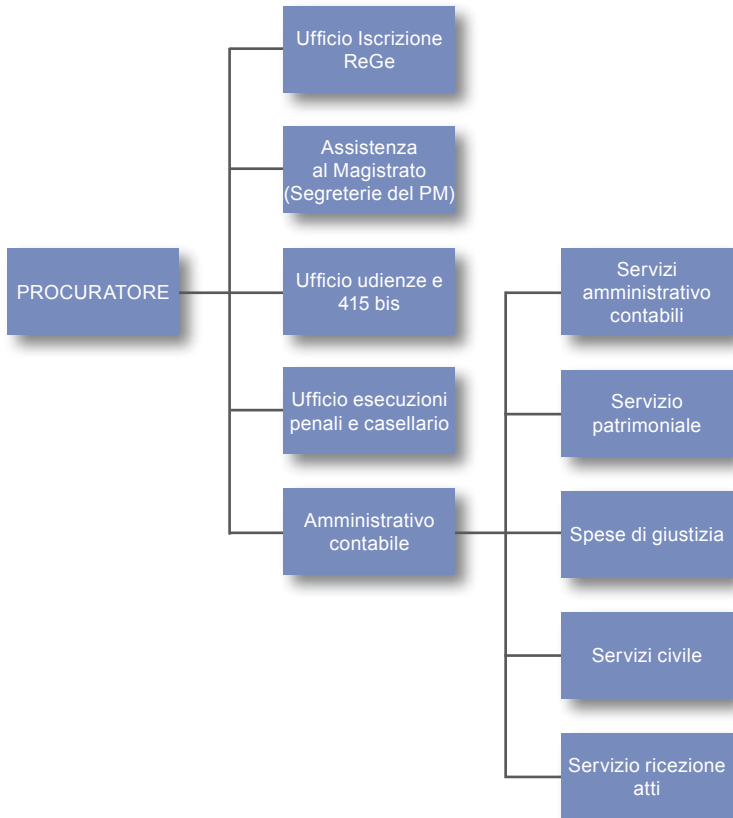 PROCURATORE
Ufficio Iscrizione
ReGe
Assistenza
al Magistrato
(Segreterie del PM)
Ufficio udienze e
415 bis
Ufficio esecuzioni
penali e casellario
Amministrativo
contabile
Servizi
amministrativo
contabili
Servizio
patrimoniale
Spese di giustizia
Servizi civile
Servizio ricezione
atti